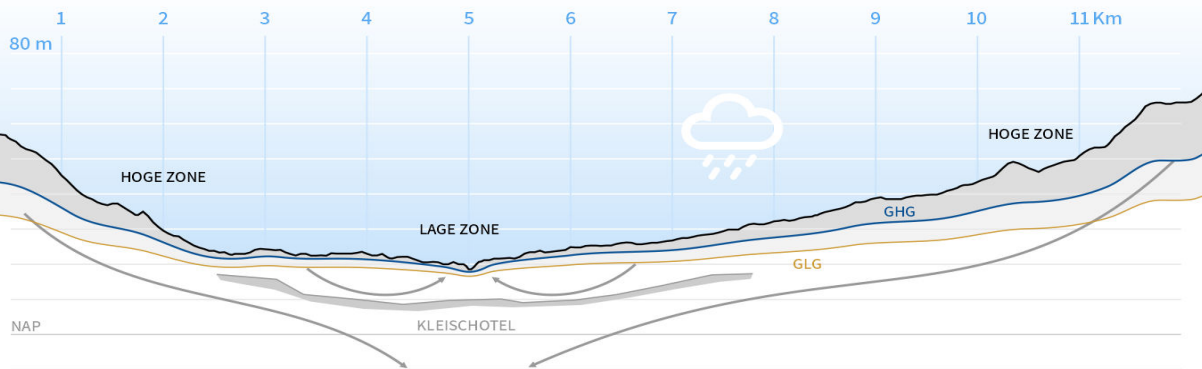 1 2 3 4 5 6 7 8 9 10 11 Km
80 m
HOGE ZONE
HOGE ZONE
GHG
LAGE ZONE
GLG
NAP
KLEISCHOTEL